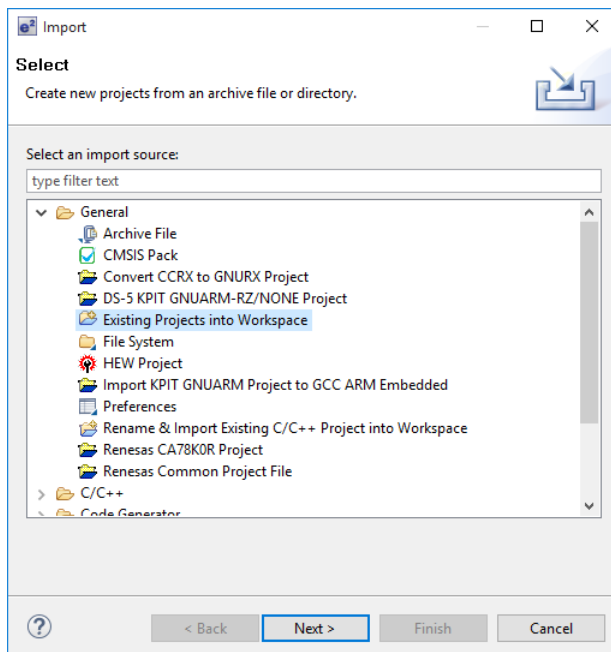 e² Import
Select
Create new projects from an archive file or directory.
Select an import source:
type filter text
General
Archive File
CMSIS Pack
Convert CCRX to GNURX Project
DS-5 KPIT GNUARM-RZ/NONE Project
Existing Projects into Workspace
File System
HEW Project
Import KPIT GNUARM Project to GCC ARM Embedded
Preferences
Rename & Import Existing C/C++ Project into Workspace
Renesas CA78K0R Project
Renesas Common Project File
C/C++
Code Generator
? < Back Next > Finish Cancel